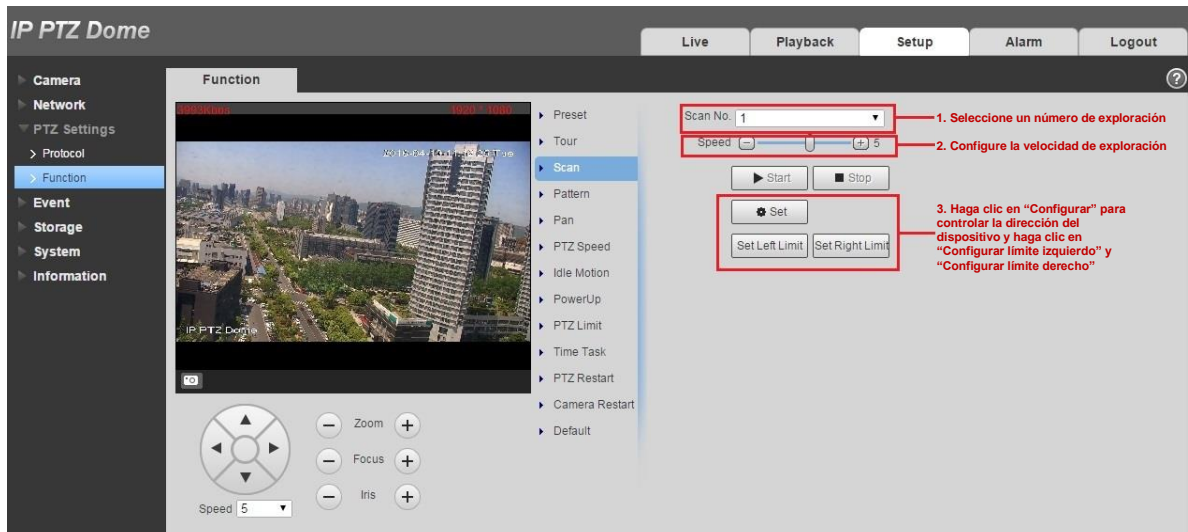 IP PTZ Dome
Live
Playback
Setup
Alarm
Logout
Camera
Network
PTZ Settings
Protocol
Function
Event
Storage
System
Information
Function
3993Kbps
1920 * 1080
IP PTZ Dome
Zoom
Focus
Iris
Speed 5
Preset
Tour
Scan
Pattern
Pan
PTZ Speed
Idle Motion
PowerUp
PTZ Limit
Time Task
PTZ Restart
Camera Restart
Default
Scan No. 1
Speed 5
Start
Stop
Set
Set Left Limit
Set Right Limit
1. Seleccione un número de exploración
2. Configure la velocidad de exploración
3. Haga clic en “Configurar” para
controlar la dirección del
dispositivo y haga clic en
“Configurar límite izquierdo” y
“Configurar límite derecho”